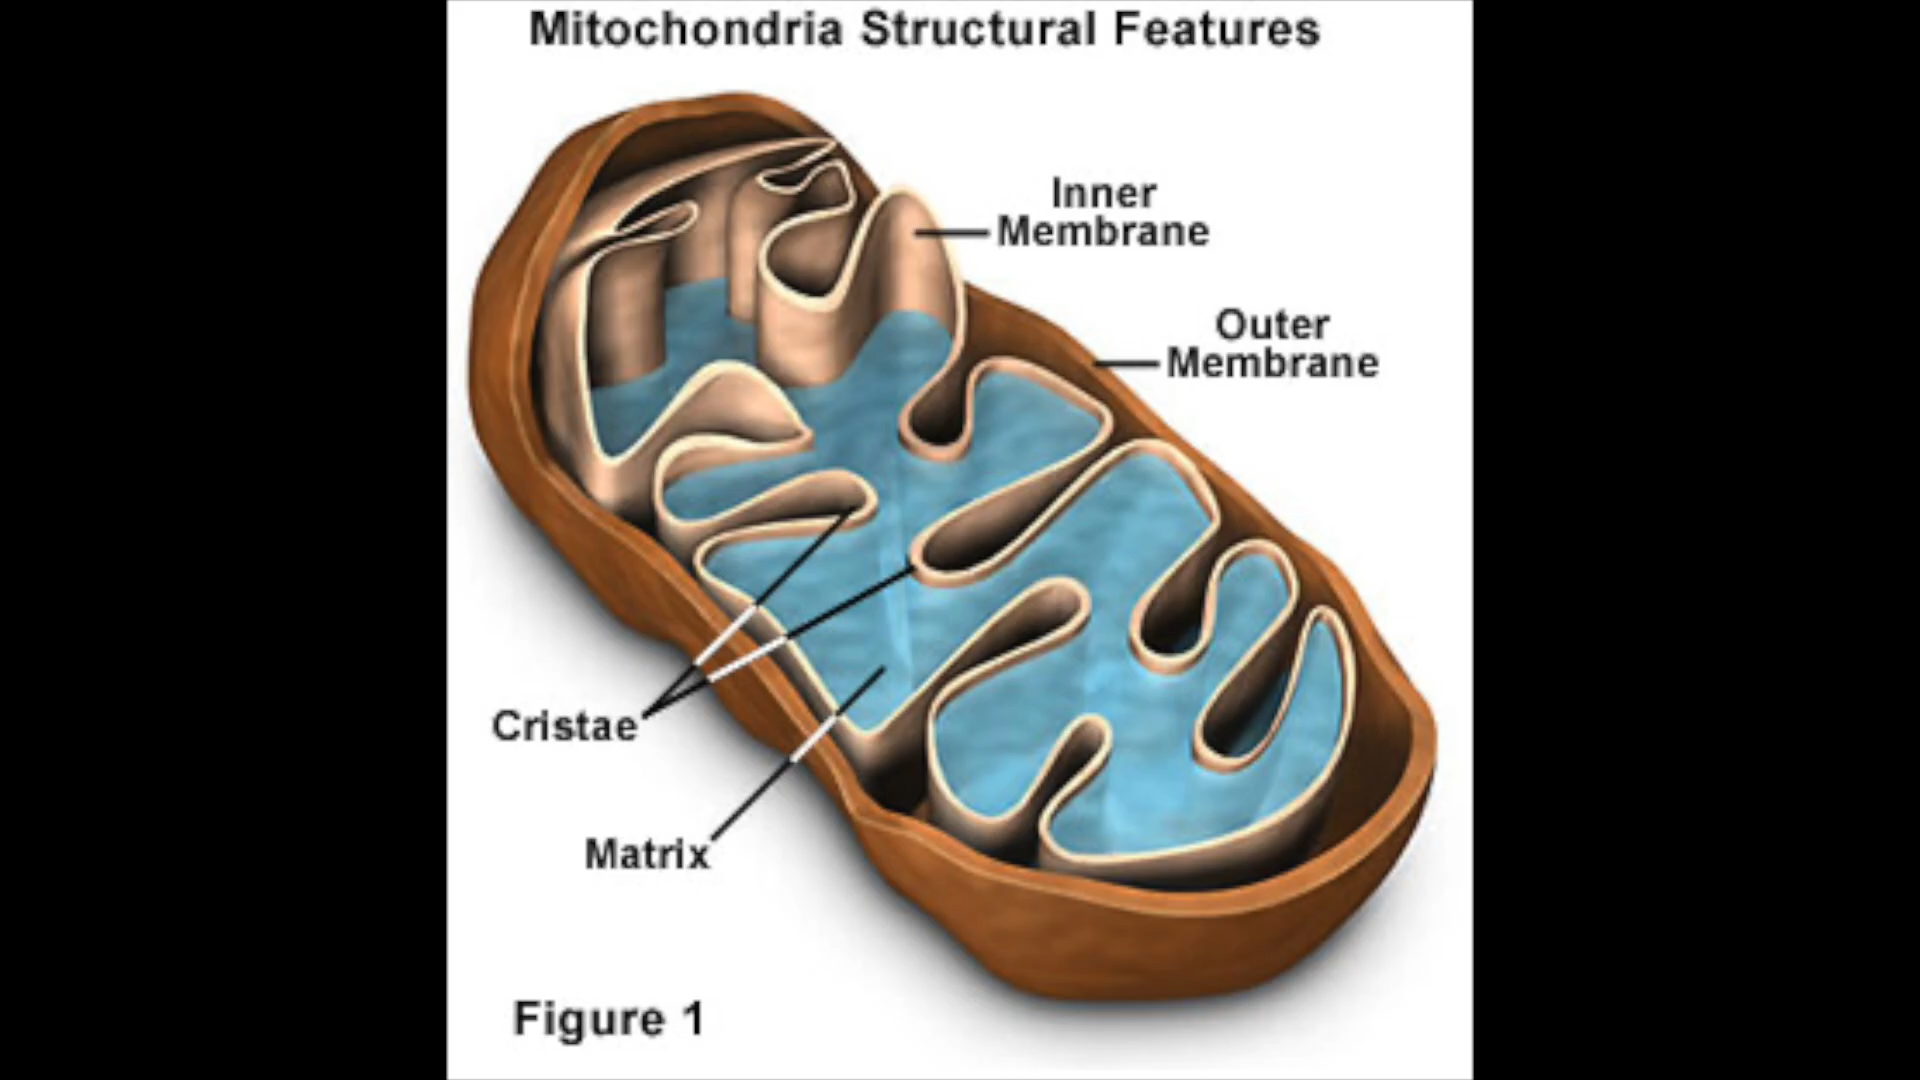 Mitochondria Structural Features
Inner
Membrane
Outer
Membrane
Cristae
Matrix
Figure 1